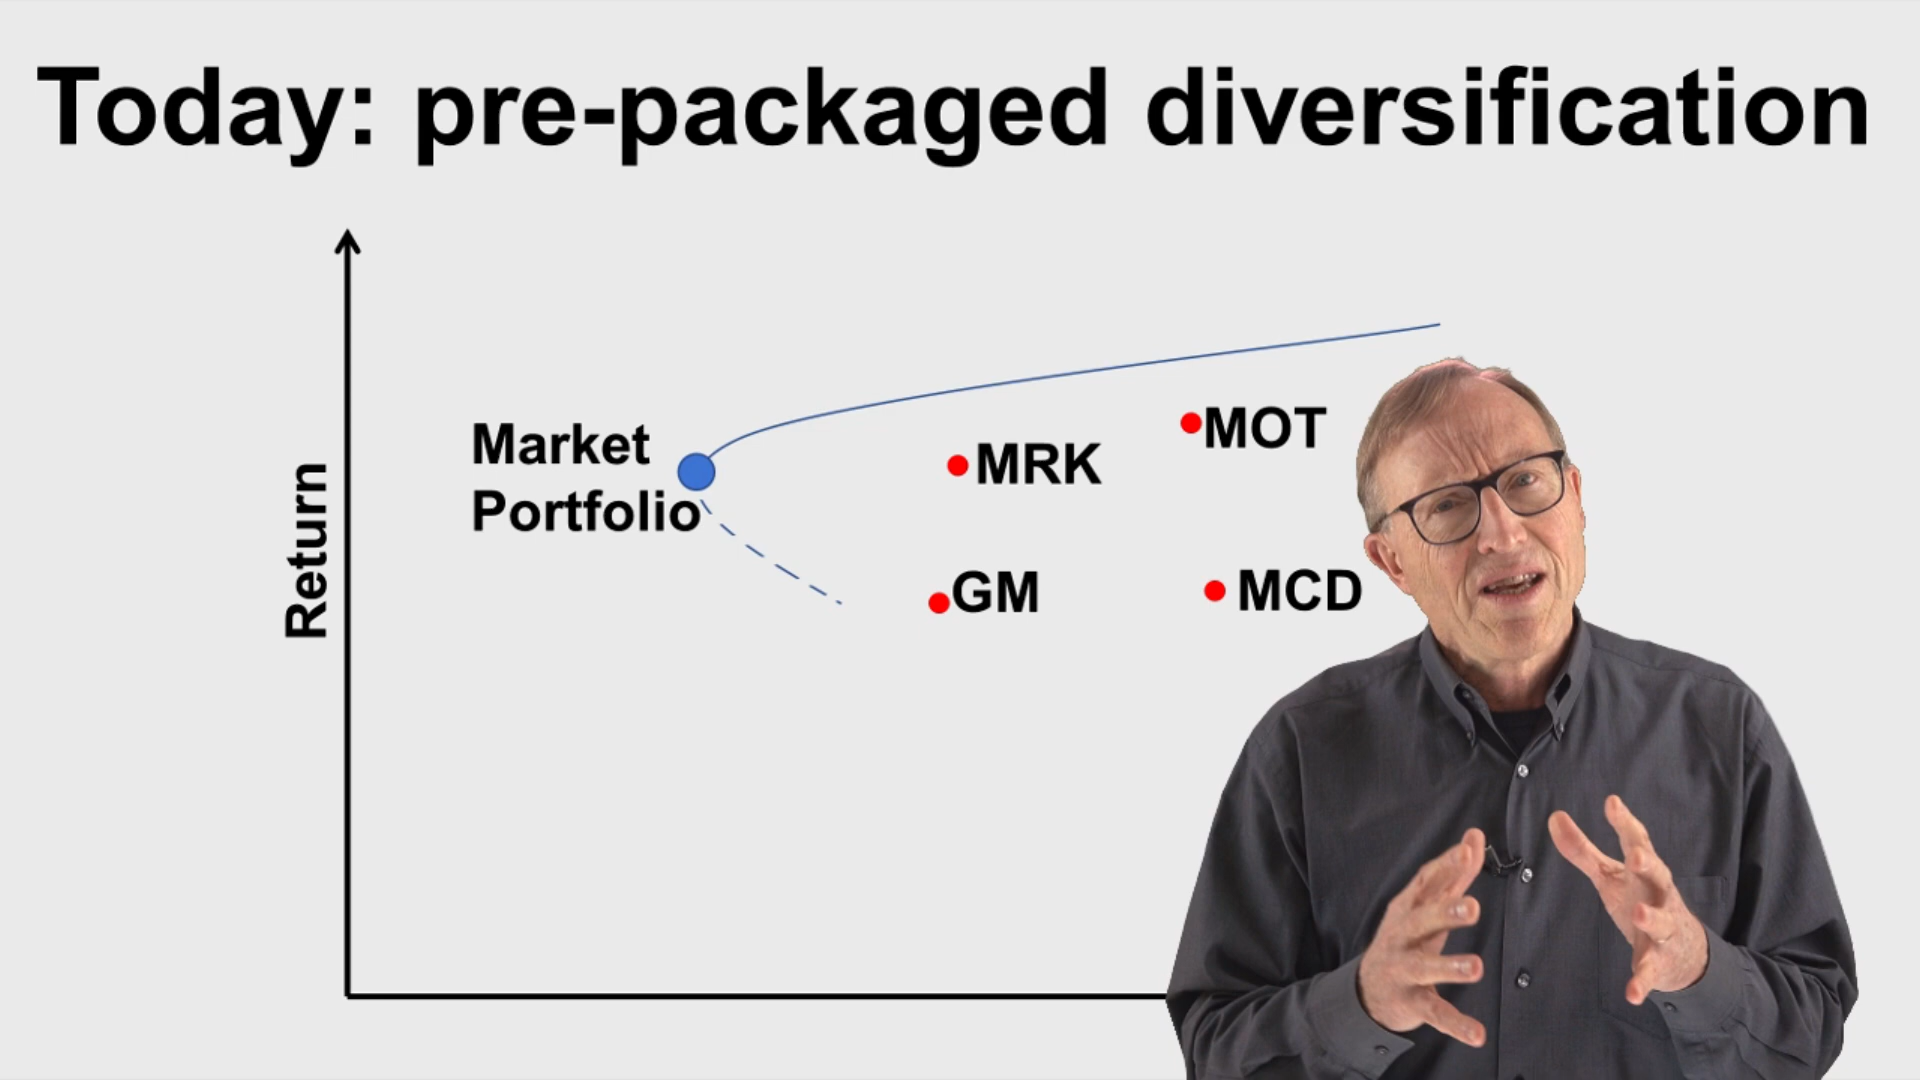 Today: pre-packaged diversification
Return
Market
Portfolio
MRK
MOT
GM
MCD